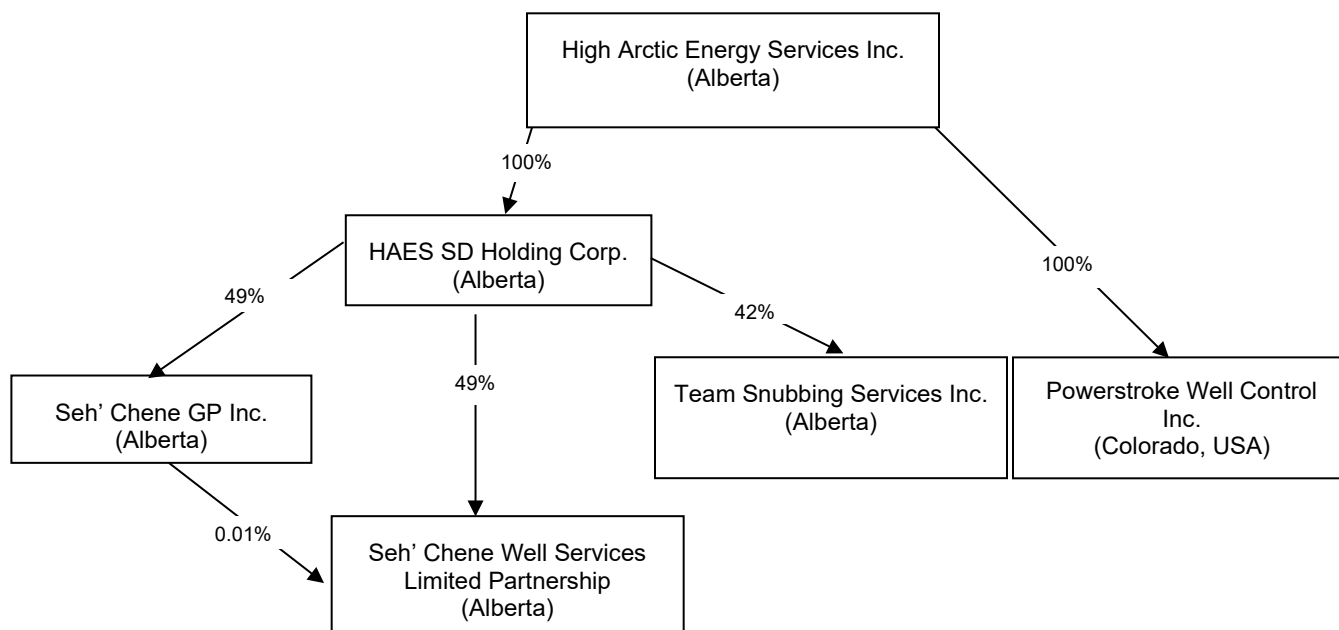 High Arctic Energy Services Inc.
(Alberta)
100%
HAES SD Holding Corp.
(Alberta)
100%
49%
42%
49%
Seh’ Chene GP Inc.
(Alberta)
Team Snubbing Services Inc.
(Alberta)
Powerstroke Well Control
Inc.
(Colorado, USA)
0.01%
Seh’ Chene Well Services
Limited Partnership
(Alberta)